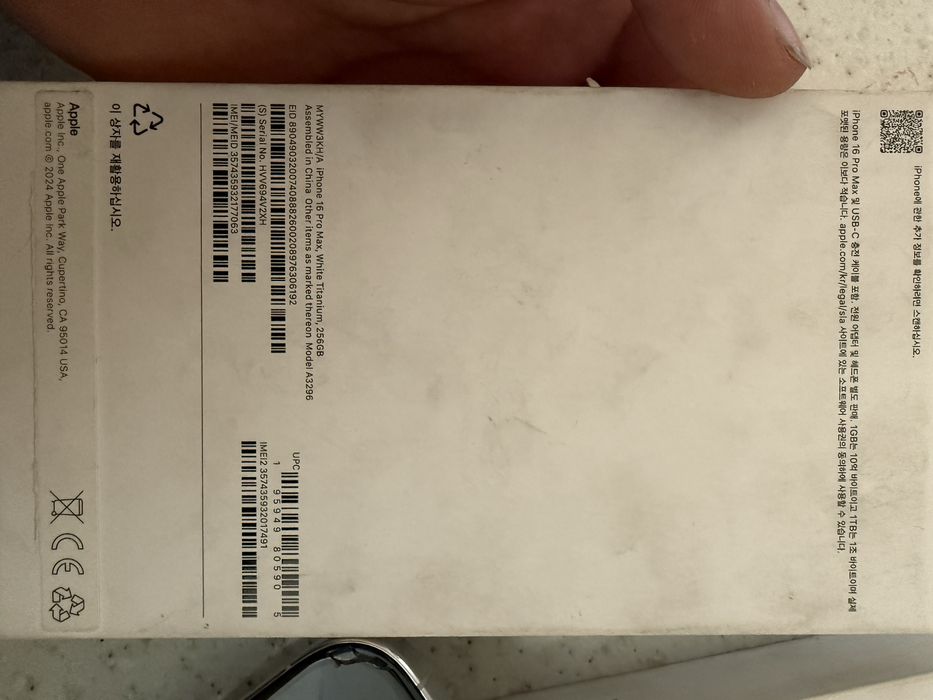 iPhone에 관한 추가 정보를 확인하려면 스캔하십시오.
iPhone 16 Pro Max 및 USB-C 충전 케이블 포함. 전원 어댑터 및 헤드폰 별도 판매. 1GB는 10억 바이트이고 1TB는 1조 바이트이며 실제
포맷된 용량은 이보다 적습니다. apple.com/kr/legal/sla 사이트에 있는 소프트웨어 사용권의 동의하에 사용할 수 있습니다.
MYWW3KH/A iPhone 16 Pro Max, White Titanium, 256GB
Assembled in China Other items as marked thereon Model A3296
EID 89049032007408882600208976306192
UPC
1 95949 80590 5
(S) Serial No. HVV694V2XH
IMEI2 357435932017491
IMEI/MEID 357435932177063
이 상자를 재활용하십시오.
Apple
Apple Inc., One Apple Park Way, Cupertino, CA 95014 USA,
apple.com ℗ 2024 Apple Inc. All rights reserved.